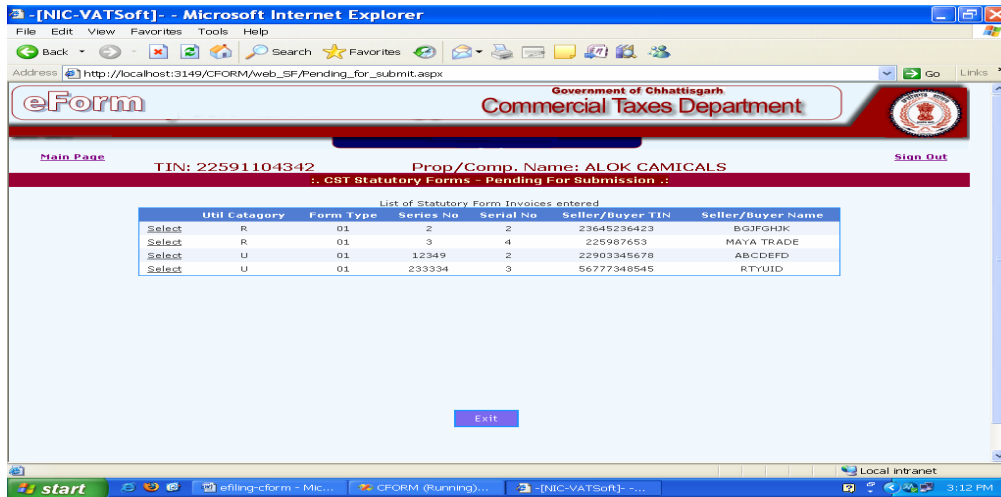 -[NIC-VATSoft]- - Microsoft Internet Explorer
File Edit View Favorites Tools Help
Back Search Favorites
Address http://localhost:3149/CFORM/web_SF/Pending_for_submit.aspx Go Links
eForm
Government of Chhattisgarh
Commercial Taxes Department
Main Page Sign Out
TIN: 22591104342 Prop/Comp. Name: ALOK CAMICALS
:. CST Statutory Forms - Pending For Submission .:
List of Statutory Form Invoices entered
Util Catagory Form Type Series No Serial No Seller/Buyer TIN Seller/Buyer Name
Select R 01 2 2 23645236423 BGJFGHJK
Select R 01 3 4 225987653 MAYA TRADE
Select U 01 12349 2 22903345678 ABCDEFD
Select U 01 233334 3 56777348545 RTYUID
Exit
Local intranet
start efiling-cform - Mic... CFORM (Running)... -[NIC-VATSoft]- -... 3:12 PM